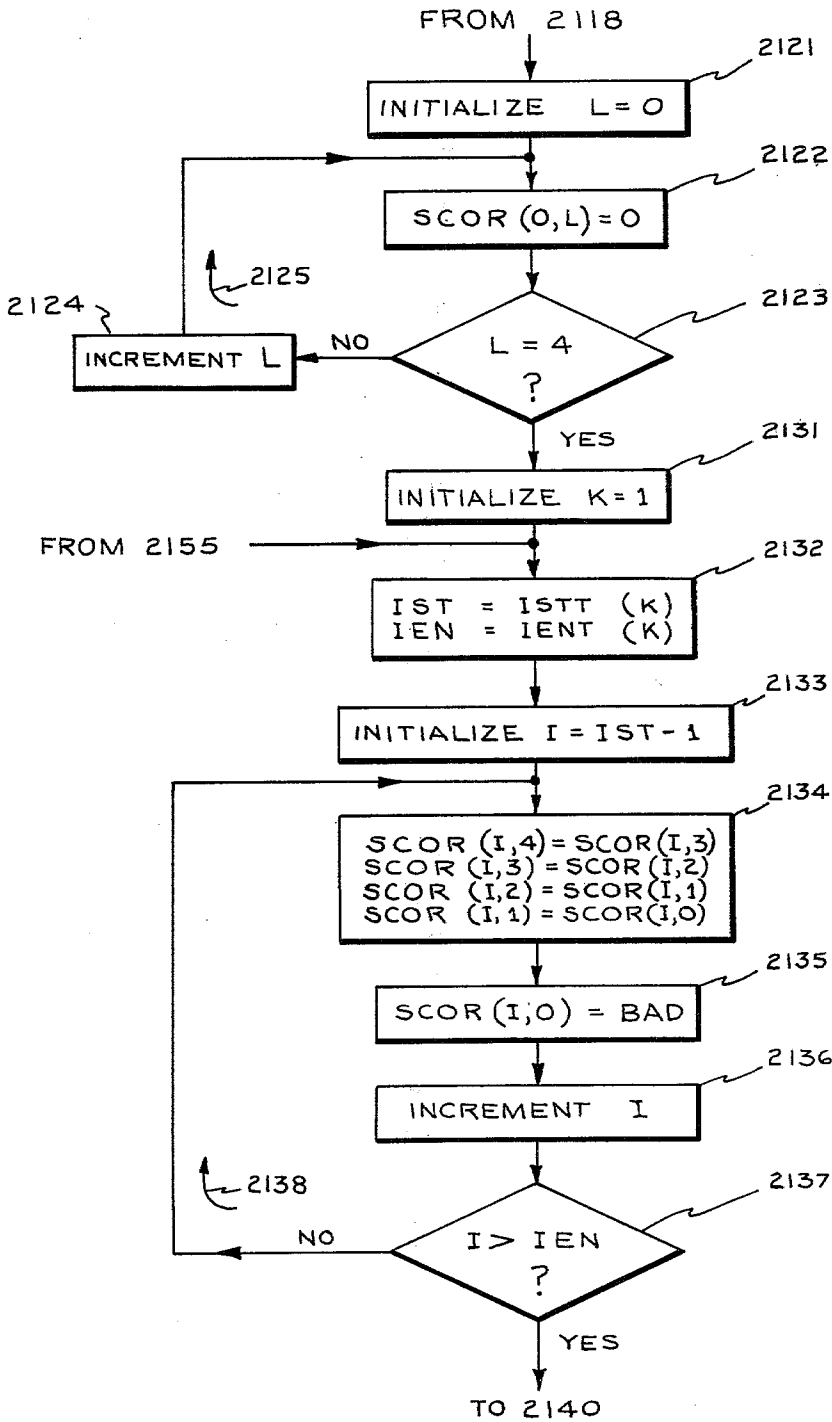 FROM 2118
2121
INITIALIZE L = 0
2122
SCOR (0,L) = 0
2125
2124
2123
INCREMENT L
NO
L = 4
?
YES
2131
INITIALIZE K = 1
FROM 2155
2132
IST = ISTT (K)
IEN = IENT (K)
2133
INITIALIZE I = IST - 1
2134
SCOR (I,4) = SCOR(I,3)
SCOR (I,3) = SCOR(I,2)
SCOR (I,2) = SCOR(I,1)
SCOR (I,1) = SCOR(I,0)
2135
SCOR (I,0) = BAD
2136
INCREMENT I
2138
2137
NO
I > IEN
?
YES
TO 2140